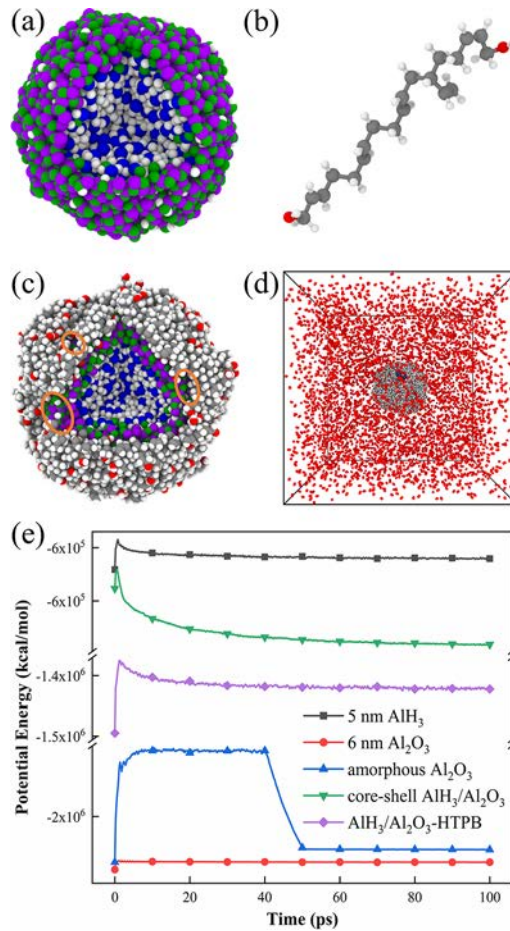 (a)
(b)
(c)
(d)
(e)
Potential Energy (kcal/mol)
-6x10⁵
-6x10⁵
-1.4x10⁶
-1.5x10⁶
-2x10⁶
5 nm AlH₃
6 nm Al₂O₃
amorphous Al₂O₃
core-shell AlH₃/Al₂O₃
AlH₃/Al₂O₃-HTPB
0 20 40 60 80 100
Time (ps)